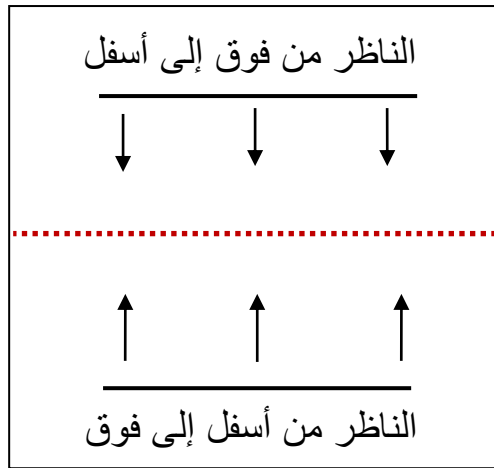 الناظر من فوق إلى أسفل
الناظر من أسفل إلى فوق